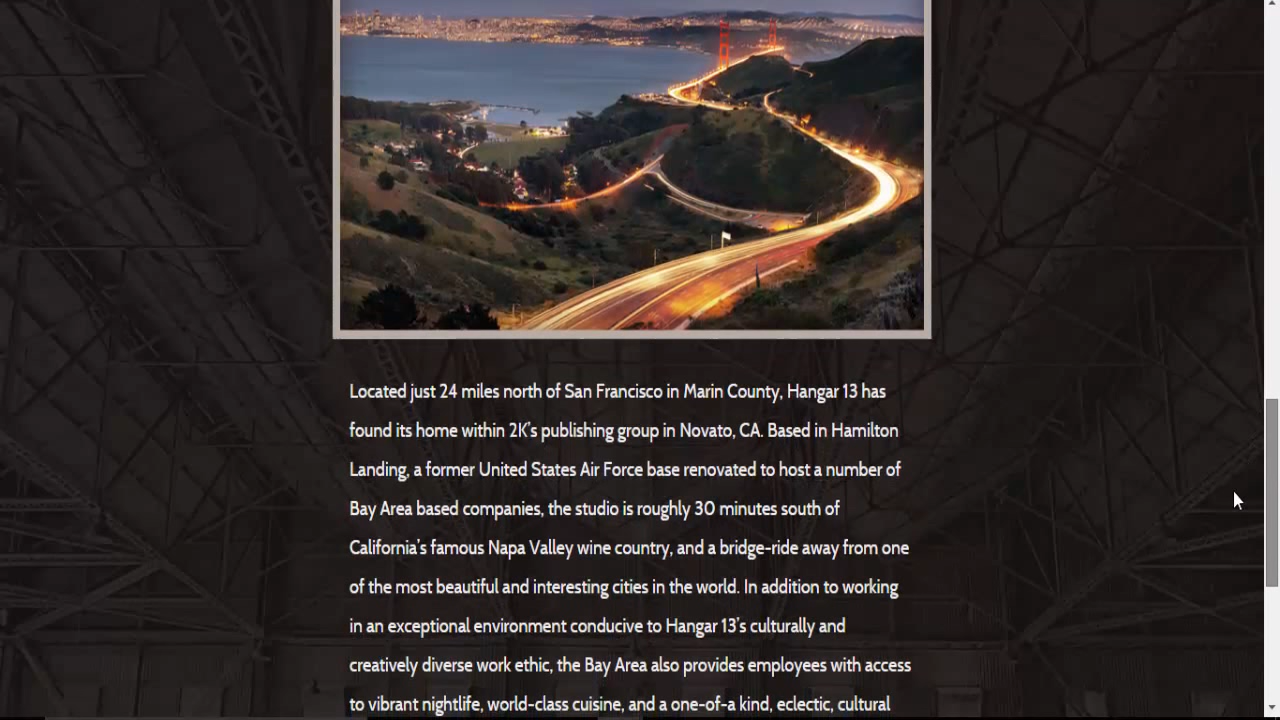 Located just 24 miles north of San Francisco in Marin County, Hangar 13 has
found its home within 2K's publishing group in Novato, CA. Based in Hamilton
Landing, a former United States Air Force base renovated to host a number of
Bay Area based companies, the studio is roughly 30 minutes south of
California's famous Napa Valley wine country, and a bridge-ride away from one
of the most beautiful and interesting cities in the world. In addition to working
in an exceptional environment conducive to Hangar 13's culturally and
creatively diverse work ethic, the Bay Area also provides employees with access
to vibrant nightlife, world-class cuisine, and a one-of-a kind, eclectic, cultural